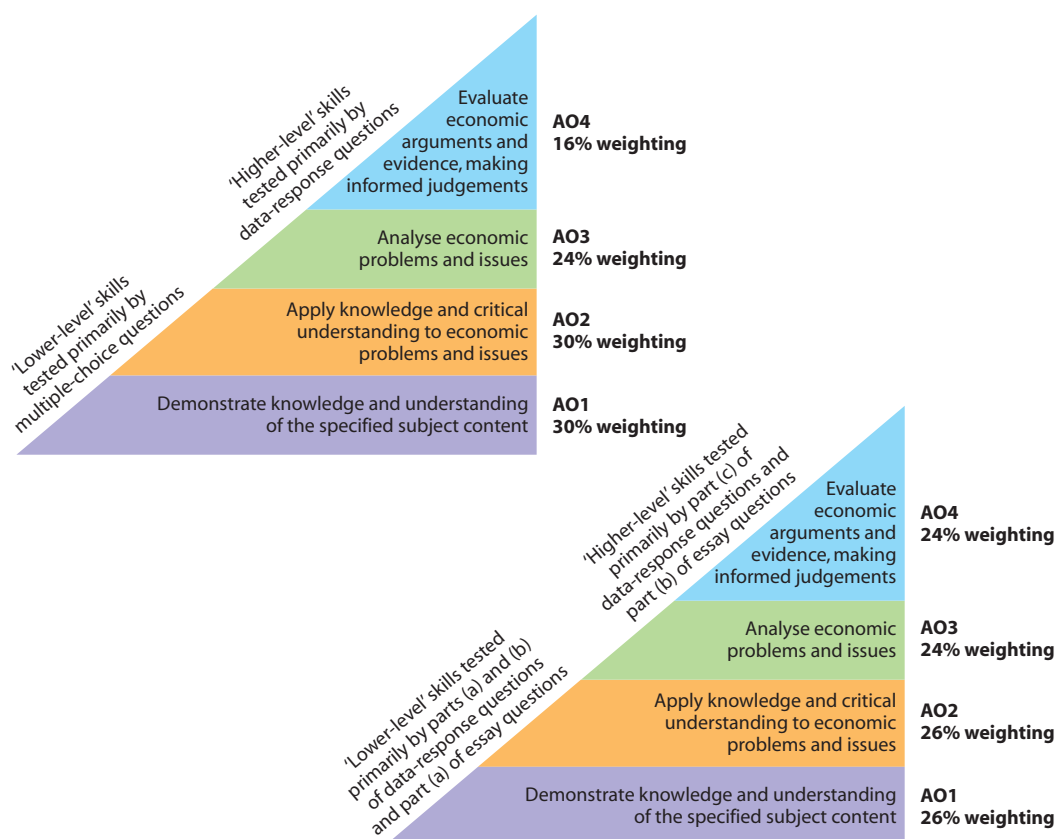 'Higher-level' skills
tested primarily by
data-response questions
Evaluate
economic
arguments and
evidence, making
informed judgements
AO4
16% weighting
Analyse economic
problems and issues
AO3
24% weighting
'Lower-level' skills
tested primarily by
multiple-choice questions
Apply knowledge and critical
understanding to economic
problems and issues
AO2
30% weighting
Demonstrate knowledge and understanding
of the specified subject content
AO1
30% weighting
'Higher-level' skills tested
primarily by part (c) of
data-response questions and
part (b) of essay questions
Evaluate
economic
arguments and
evidence, making
informed judgements
AO4
24% weighting
Analyse economic
problems and issues
AO3
24% weighting
'Lower-level' skills tested
primarily by parts (a) and (b)
of data-response questions
and part (a) of essay questions
Apply knowledge and critical
understanding to economic
problems and issues
AO2
26% weighting
Demonstrate knowledge and understanding
of the specified subject content
AO1
26% weighting